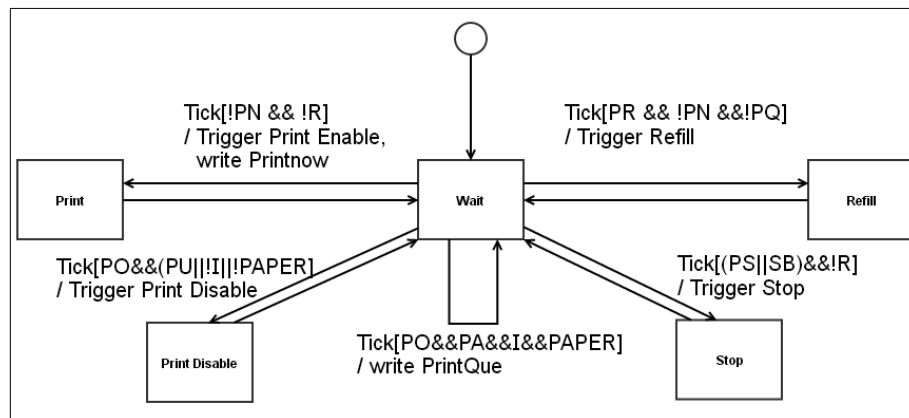 Tick[!PN && !R]
/ Trigger Print Enable,
write Printnow
Tick[PR && !PN &&!PQ]
/ Trigger Refill
Print
Wait
Refill
Tick[PO&&(PU||!I||!PAPER]
/ Trigger Print Disable
Tick[(PS||SB)&&!R]
/ Trigger Stop
Tick[PO&&PA&&I&&PAPER]
/ write PrintQue
Print Disable
Stop